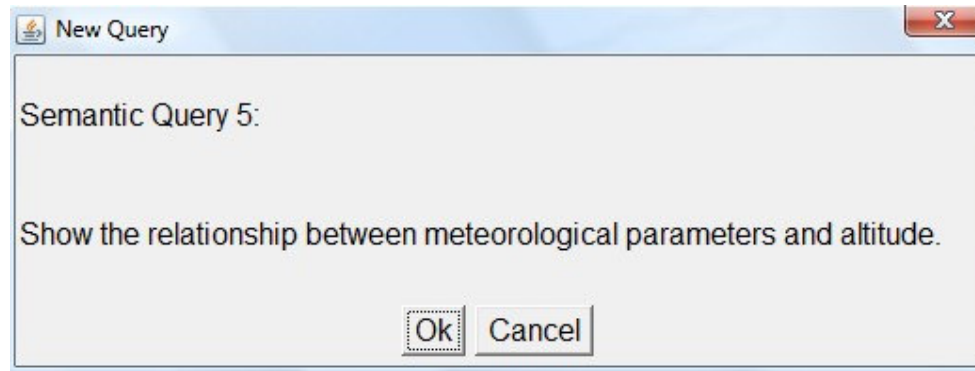 New Query
Semantic Query 5:
Show the relationship between meteorological parameters and altitude.
Ok Cancel